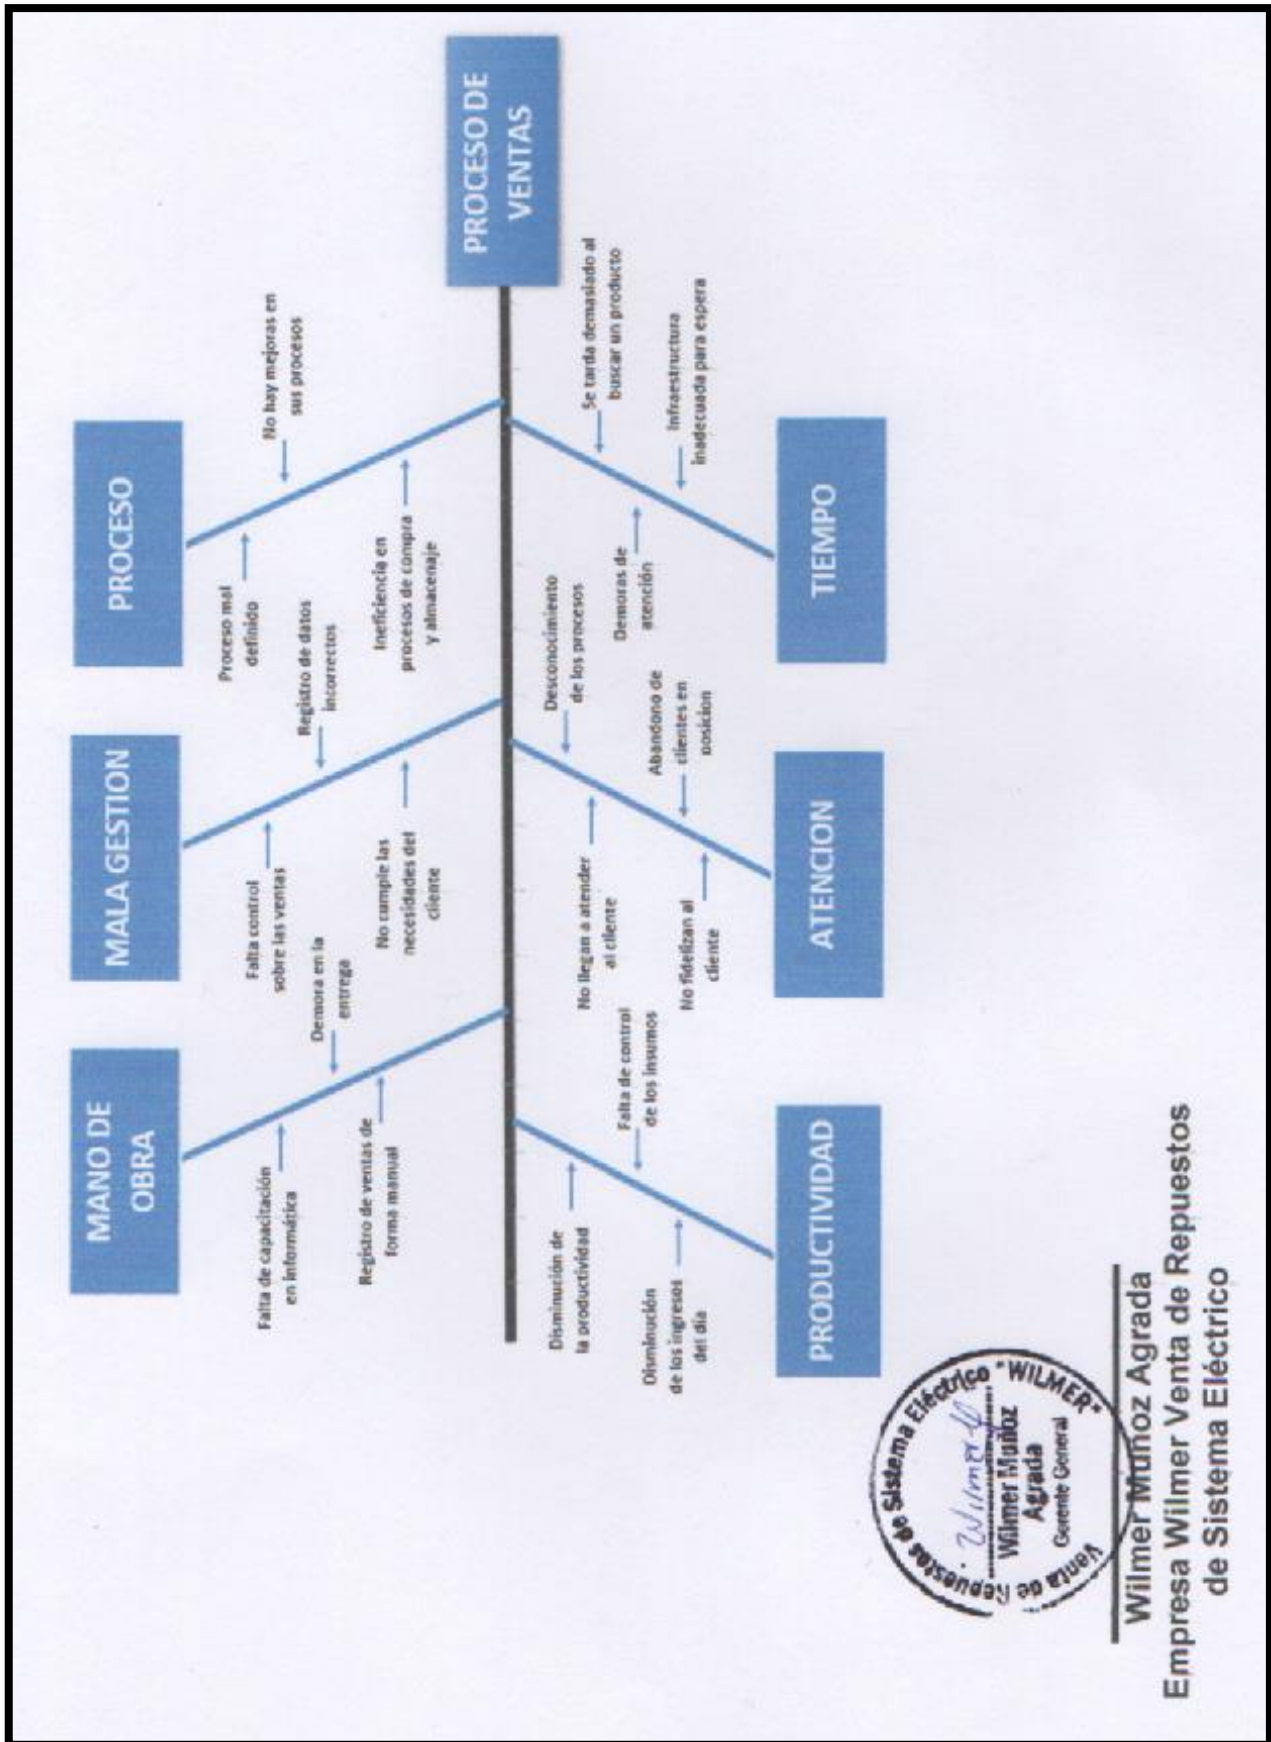 MANO DE
OBRA
MALA GESTION
PROCESO
Falta de capacitación
en informática
Demora en la
entrega
Registro de ventas de
forma manual
Falta control
sobre las ventas
Registro de datos
incorrectos
No cumple las
necesidades del
cliente
Proceso mal
definido
No hay mejoras en
sus procesos
Ineficiencia en
procesos de compra
y almacenaje
PROCESO DE
VENTAS
Disminución de
la productividad
Falta de control
de los insumos
Disminución
de los ingresos
del día
No llegan a atender
al cliente
Desconocimiento
de los procesos
No fidelizan al
cliente
Abandono de
clientes en
posicion
Se tarda demasiado al
buscar un producto
Demoras de
atención
Infraestructura
inadecuada para espera
PRODUCTIVIDAD
ATENCION
TIEMPO
Venta de Repuestos de Sistema Eléctrico "WILMER"
Wilmer
Wilmer Muñoz
Agrada
Gerente General
Wilmer Muñoz Agrada
Empresa Wilmer Venta de Repuestos
de Sistema Eléctrico